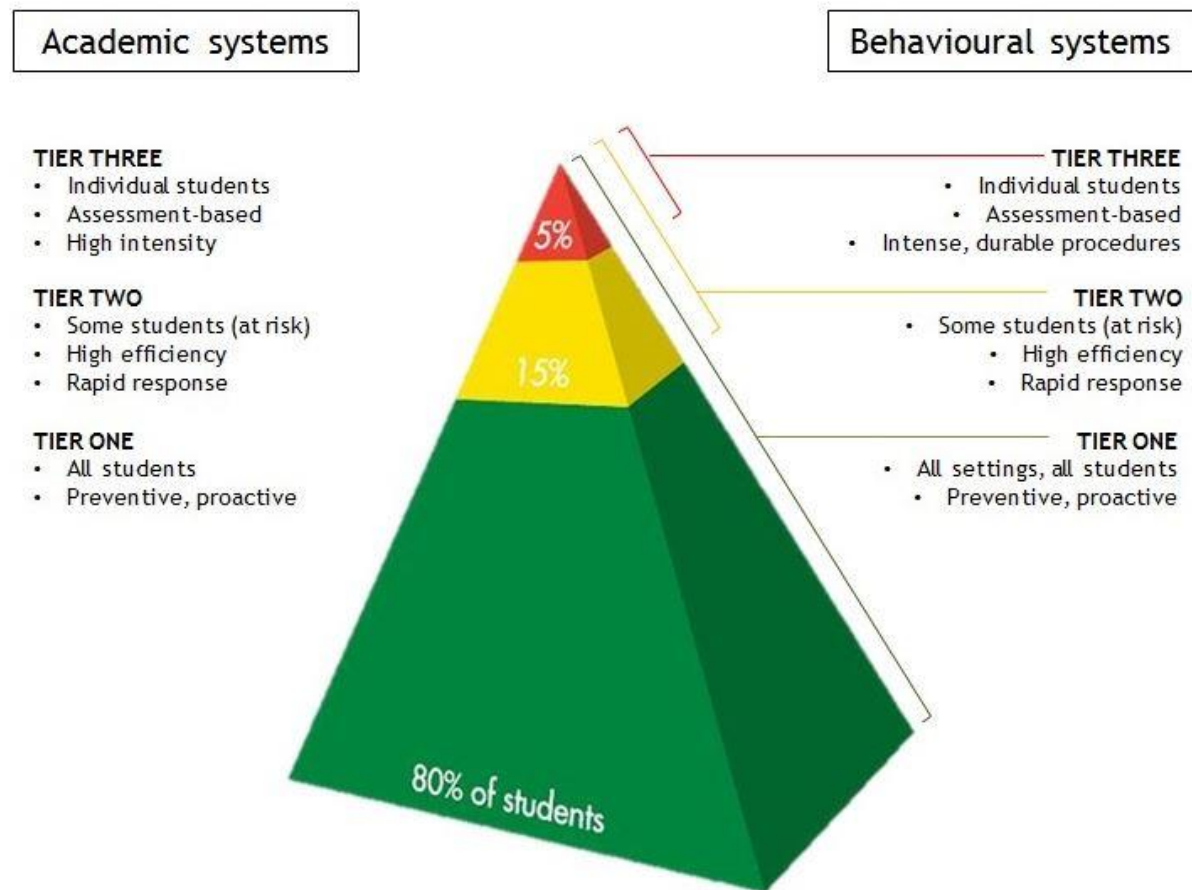 Academic systems
Behavioural systems
TIER THREE
• Individual students
• Assessment-based
• High intensity
TIER TWO
• Some students (at risk)
• High efficiency
• Rapid response
TIER ONE
• All students
• Preventive, proactive
5%
15%
80% of students
TIER THREE
• Individual students
• Assessment-based
• Intense, durable procedures
TIER TWO
• Some students (at risk)
• High efficiency
• Rapid response
TIER ONE
• All settings, all students
• Preventive, proactive